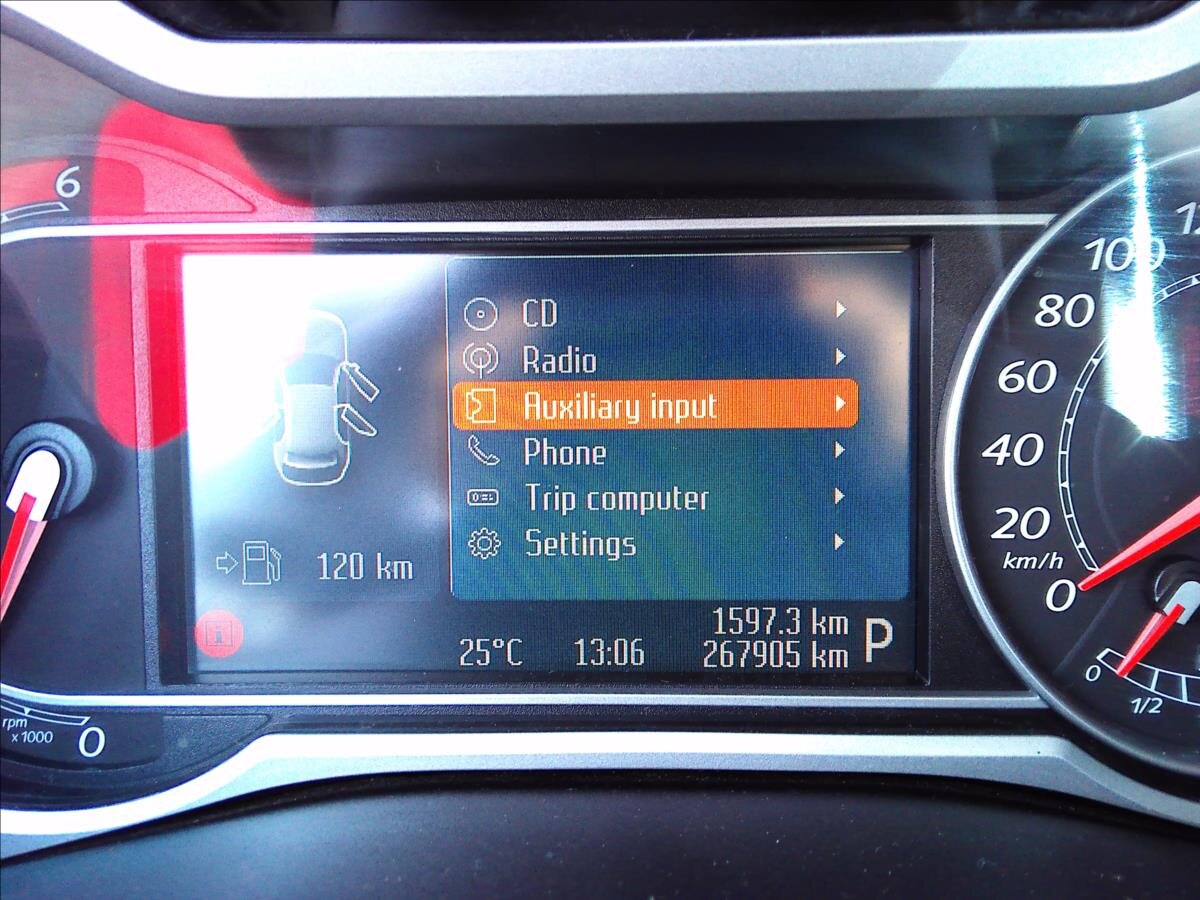 6
CD
Radio
Auxiliary input
Phone
Trip computer
Settings
120 km
i
1597.3 km
25°C 13:06 267905 km P
rpm
x 1000 0
100
80
60
40
20
km/h
0
0
1/2